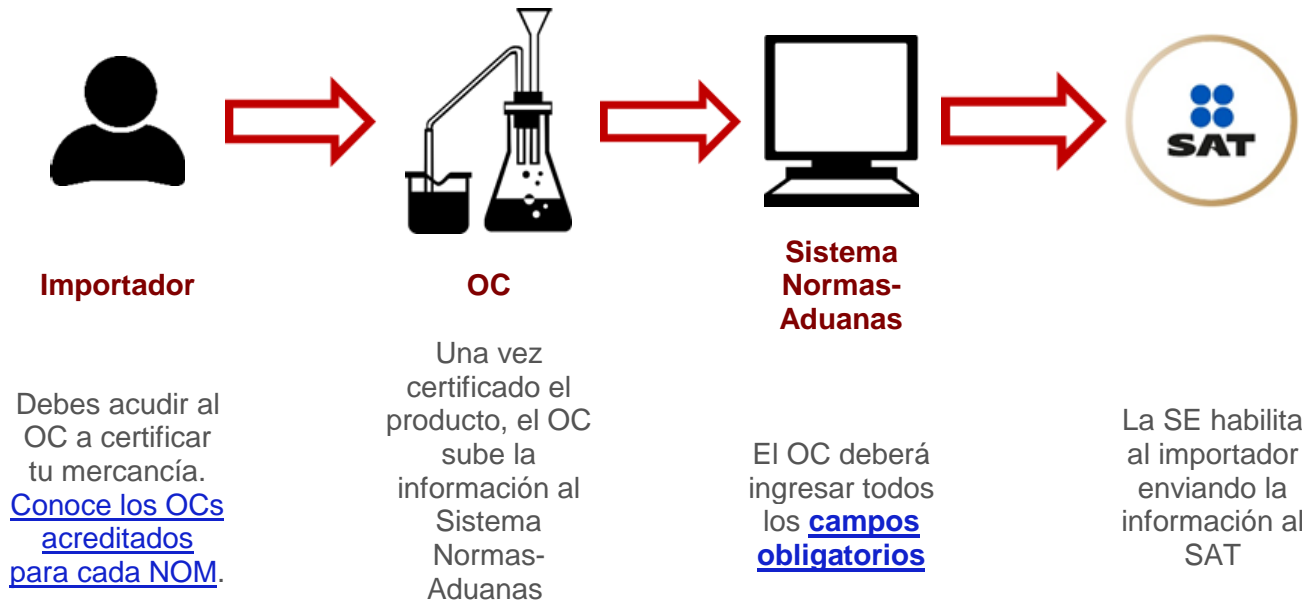 SAT
Importador
OC
Sistema
Normas-
Aduanas
Debes acudir al
OC a certificar
tu mercancía.
Conoce los OCs
acreditados
para cada NOM.
Una vez
certificado el
producto, el OC
sube la
información al
Sistema
Normas-
Aduanas
El OC deberá
ingresar todos
los campos
obligatorios
La SE habilita
al importador
enviando la
información al
SAT